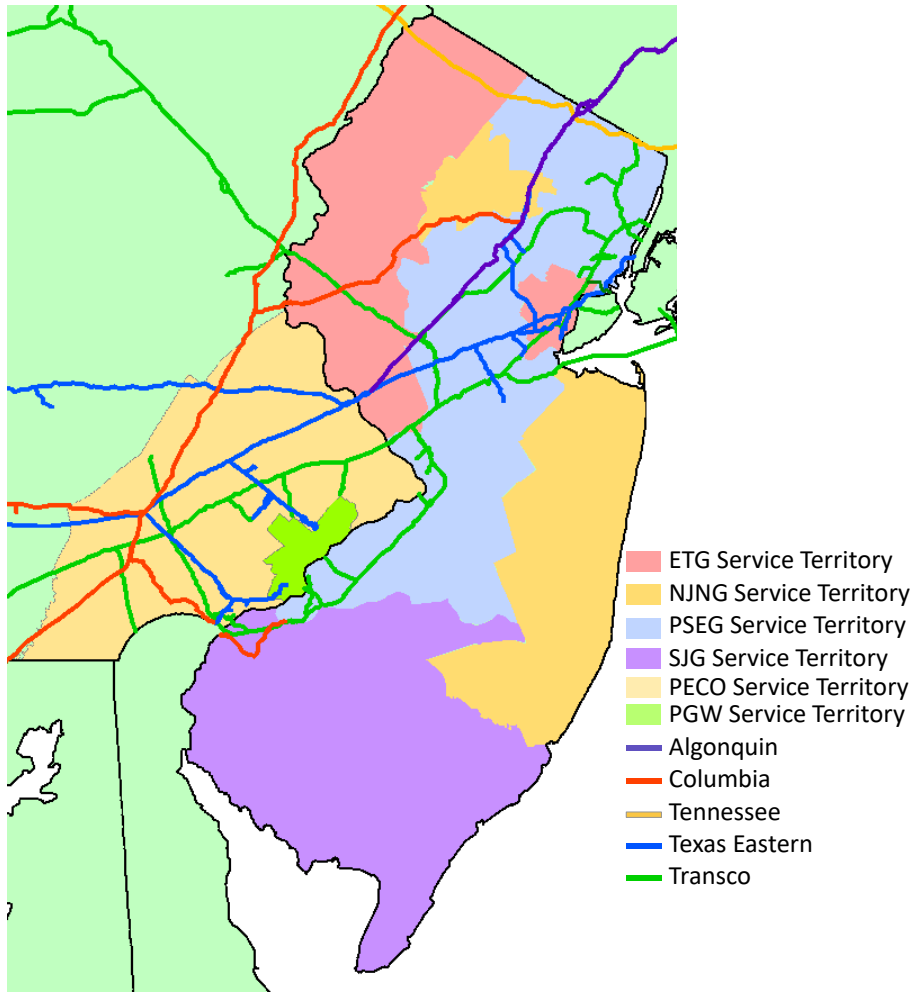 ETG Service Territory
NJNG Service Territory
PSEG Service Territory
SJG Service Territory
PECO Service Territory
PGW Service Territory
Algonquin
Columbia
Tennessee
Texas Eastern
Transco